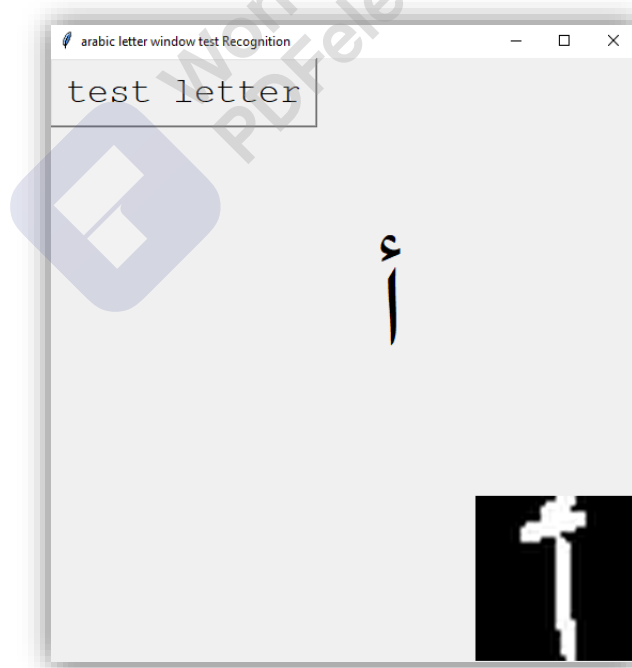 arabic letter window test Recognition
test letter
أ
أ